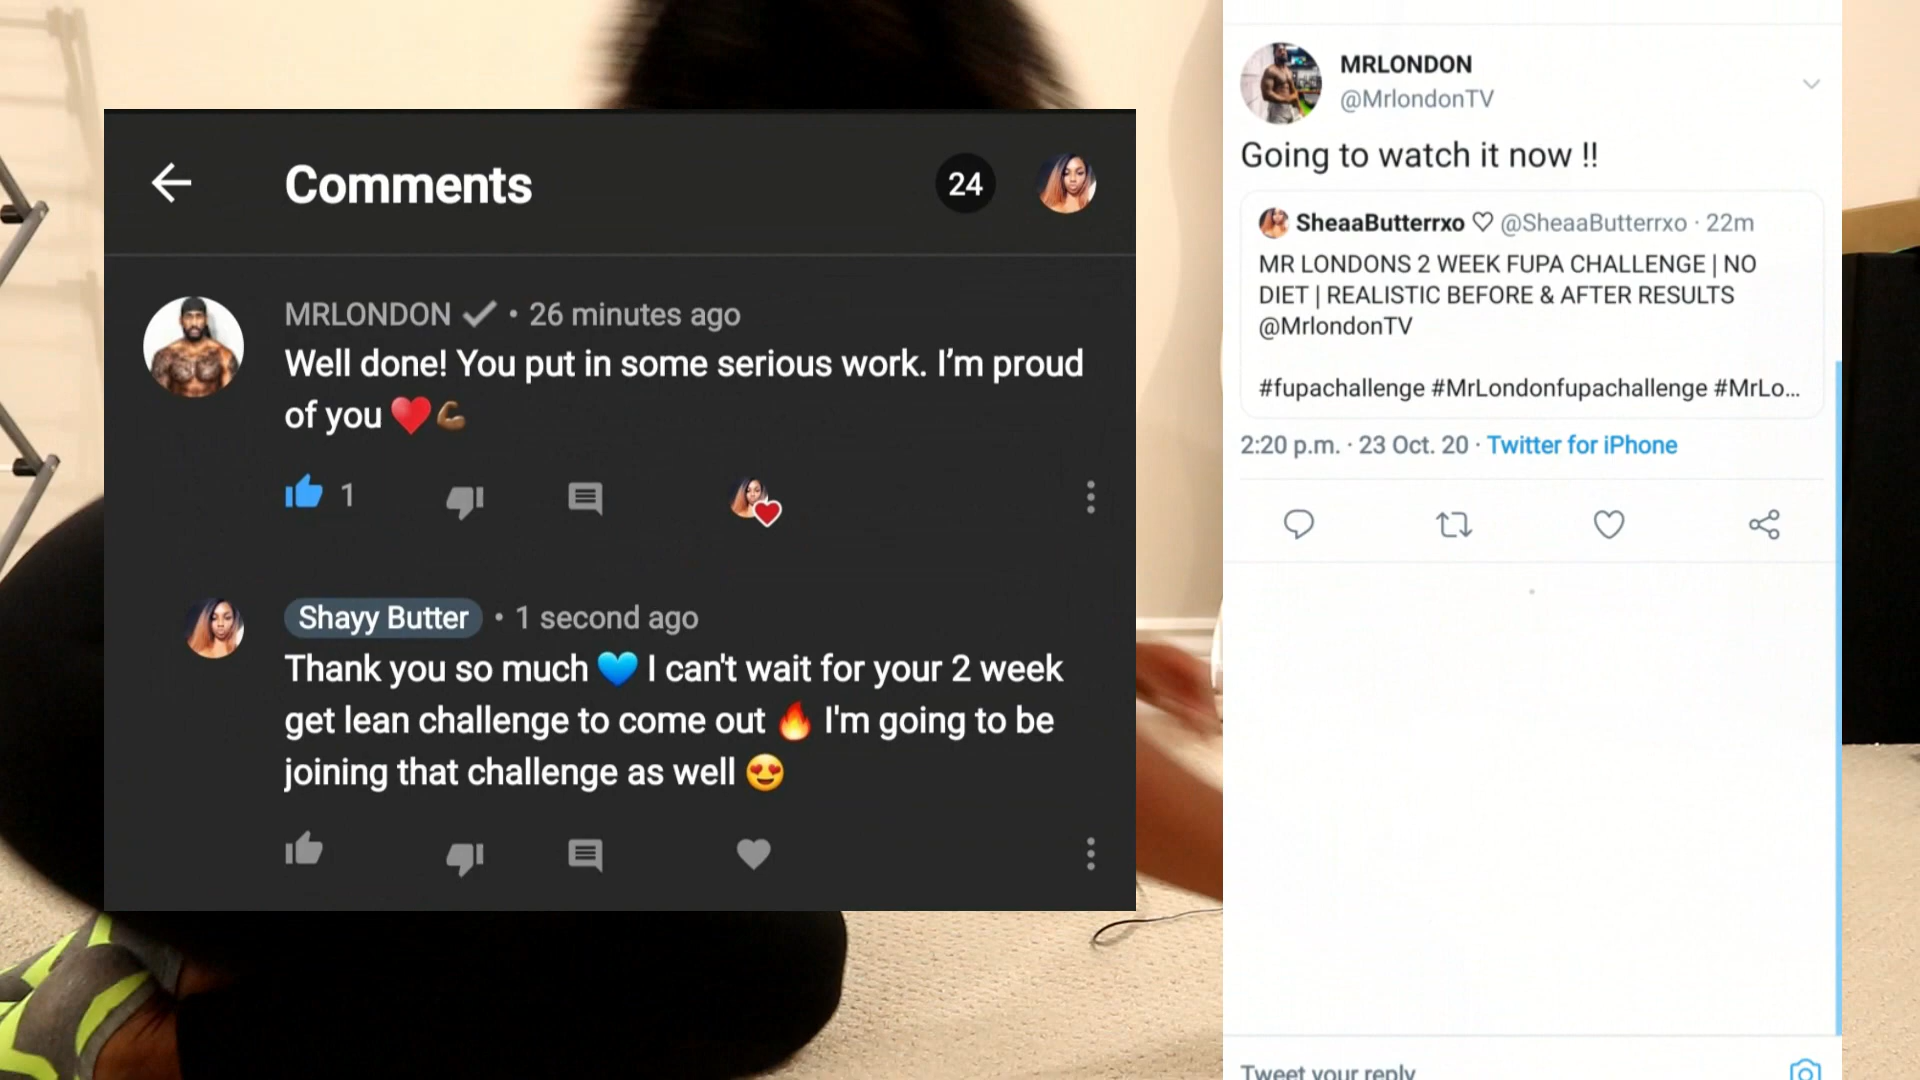 Comments
24
MRLONDON • 26 minutes ago
Well done! You put in some serious work. I’m proud
of you ❤️💪🏾
1
Shayy Butter • 1 second ago
Thank you so much 💙 I can't wait for your 2 week
get lean challenge to come out 🔥 I'm going to be
joining that challenge as well 😍
MRLONDON
@MrlondonTV
Going to watch it now !!
SheaaButterrxo ♡ @SheaaButterrxo · 22m
MR LONDONS 2 WEEK FUPA CHALLENGE | NO
DIET | REALISTIC BEFORE & AFTER RESULTS
@MrlondonTV
#fupachallenge #MrLondonfupachallenge #MrLo...
2:20 p.m. · 23 Oct. 20 · Twitter for iPhone
Tweet your reply